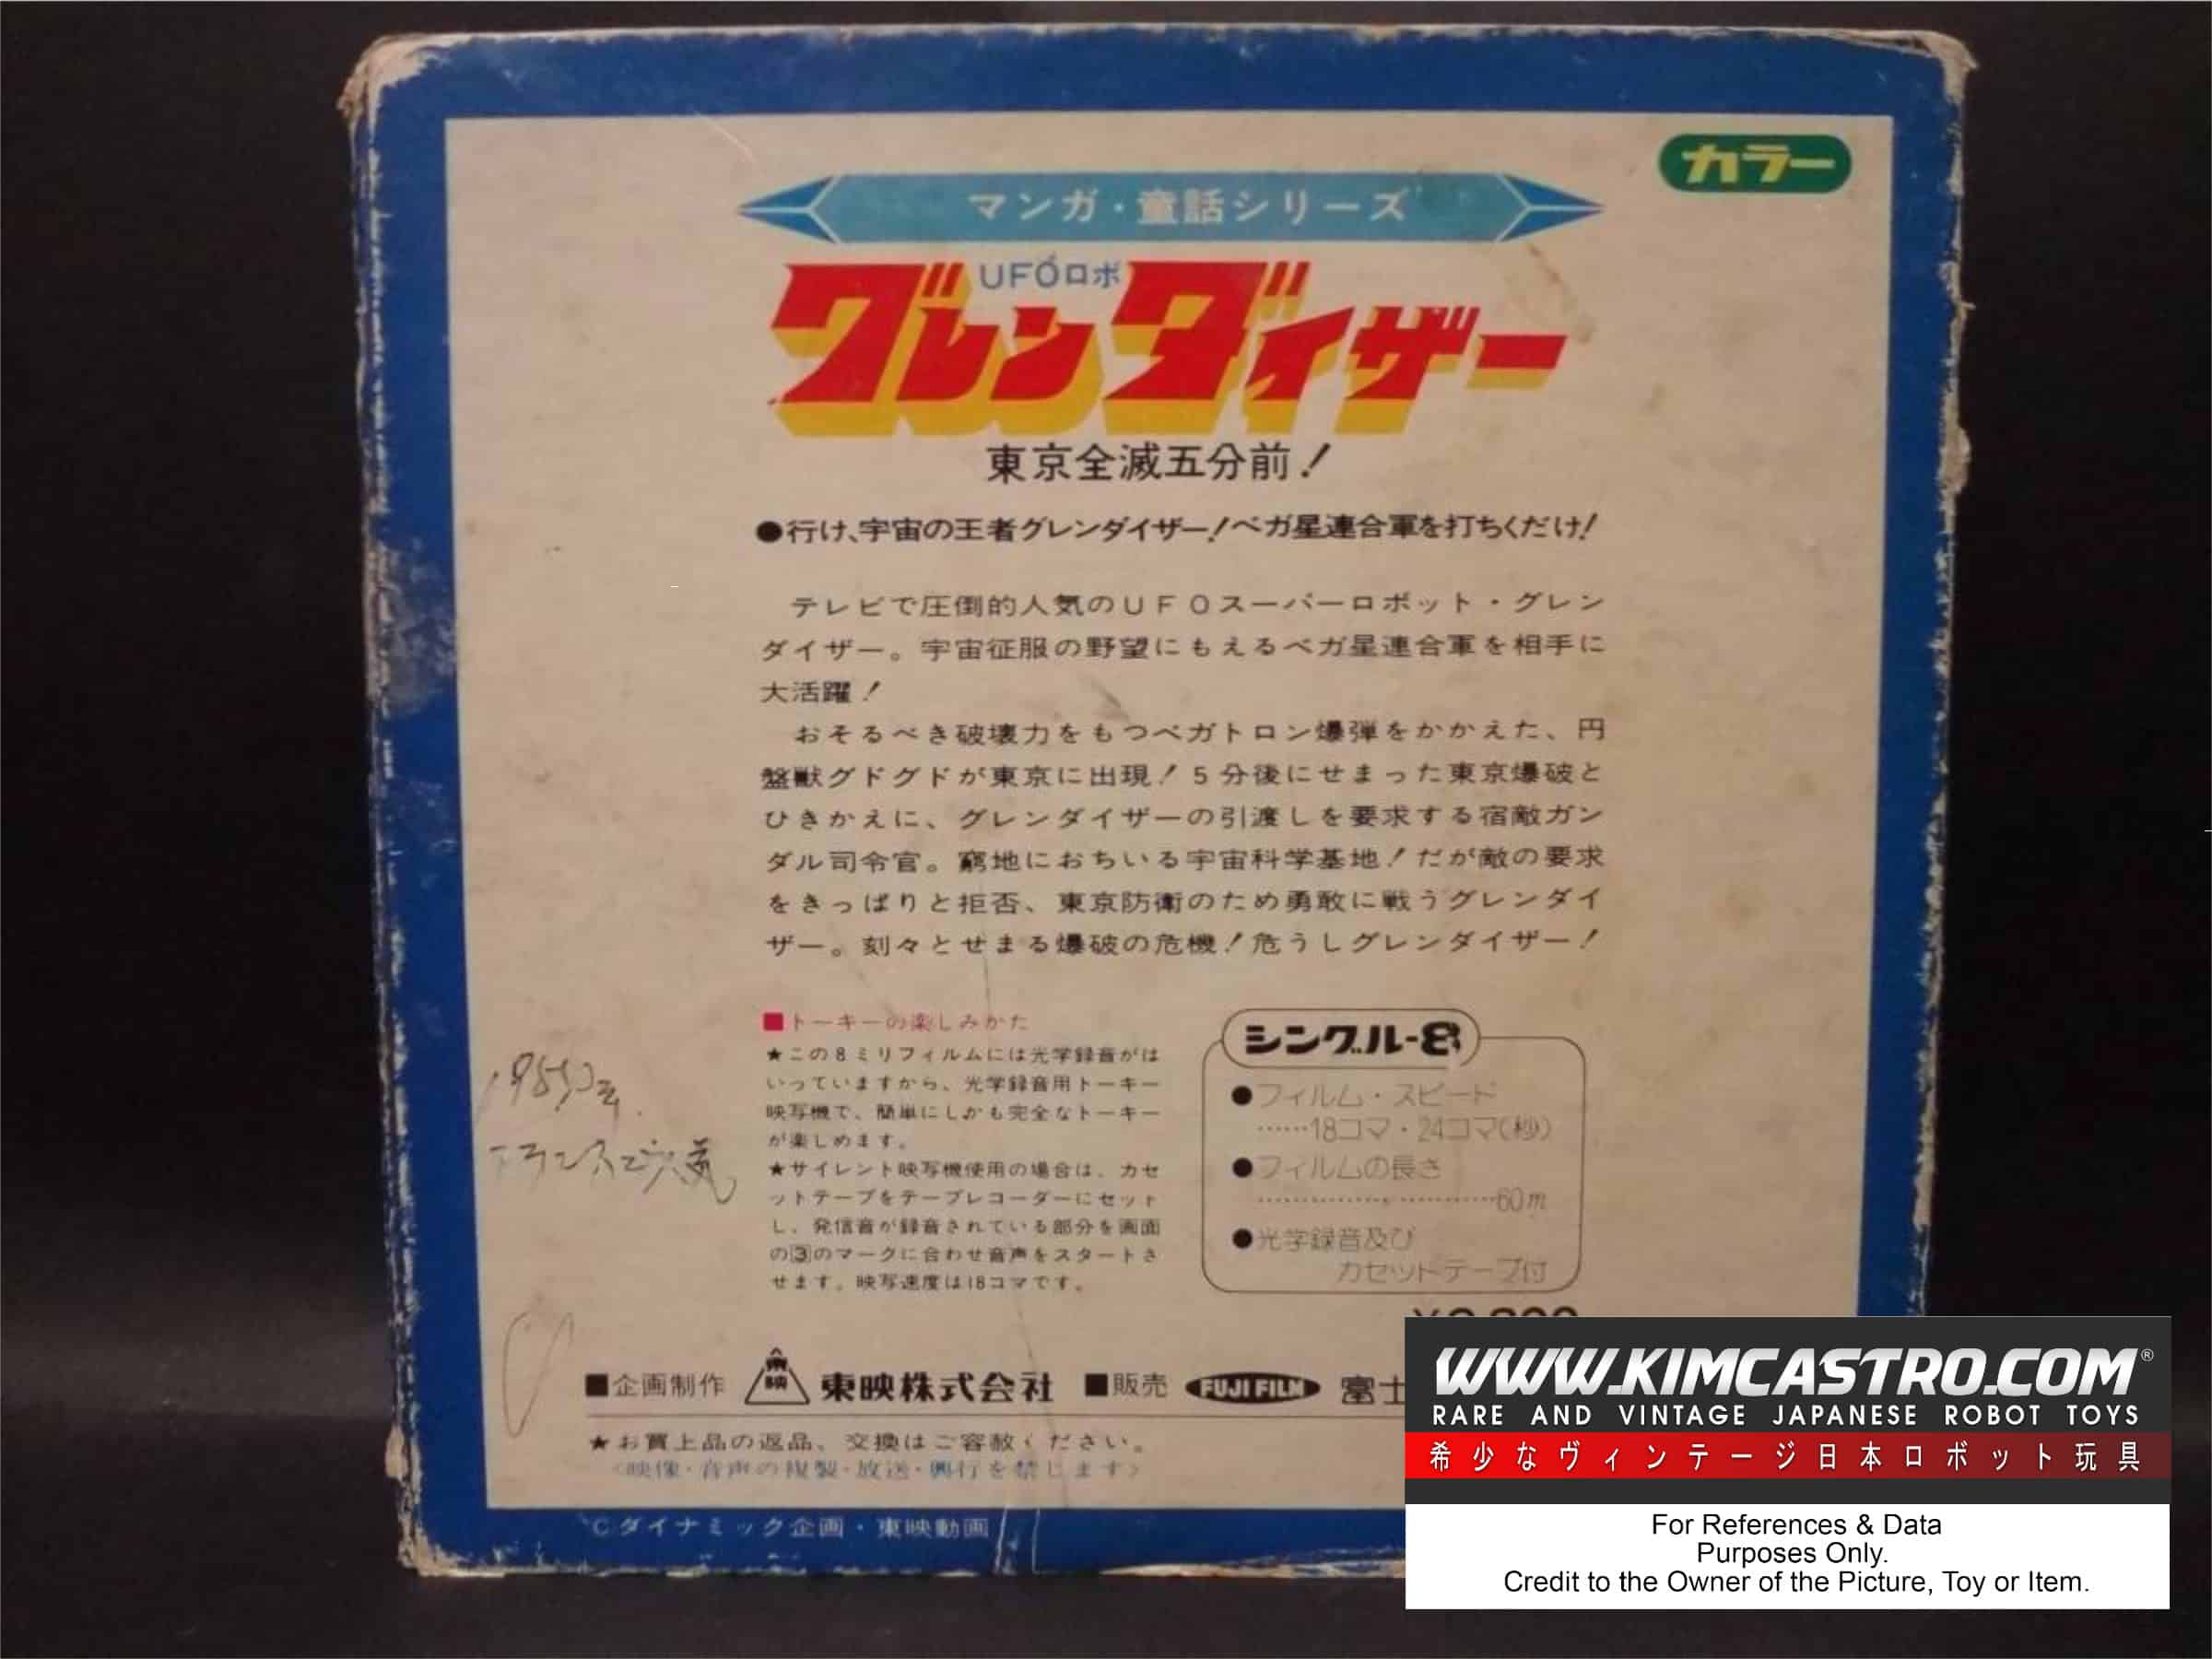 カラー
マンガ・童話シリーズ
UFOロボ
グレンダイザー
東京全滅五分前!
●行け、宇宙の王者グレンダイザー!ベガ星連合軍を打ちくだけ!
テレビで圧倒的人気のUFOスーパーロボット・グレン
ダイザー。宇宙征服の野望にもえるベガ星連合軍を相手に
大活躍!
おそるべき破壊力をもつベガトロン爆弾をかかえた、円
盤獣グドグドが東京に出現!5分後にせまった東京爆破と
ひきかえに、グレンダイザーの引渡しを要求する宿敵ガン
ダル司令官。窮地におちいる宇宙科学基地!だが敵の要求
をきっぱりと拒否、東京防衛のため勇敢に戦うグレンダイ
ザー。刻々とせまる爆破の危機!危うしグレンダイザー!
■トーキーの楽しみかた
★この8ミリフィルムには光学録音がは
いっていますから、光学録音用トーキー
映写機で、簡単にしかも完全なトーキー
が楽しめます。
★サイレント映写機使用の場合は、カセ
ットテープをテープレコーダーにセット
し、発信音が録音されている部分を画面
の3のマークに合わせ音声をスタートさ
せます。映写速度は18コマです。
シングル-8
●フィルム・スピード
……18コマ・24コマ(秒)
●フィルムの長さ
……60m
●光学録音及び
カセットテープ付
■企画制作 東映 東映株式会社 ■販売 FUJI FILM 富士
★お買上品の返品、交換はご容赦ください。
<映像・音声の複製・放送・興行を禁じます>
Cダイナミック企画・東映動画
WWW.KIMCASTRO.COM®
RARE AND VINTAGE JAPANESE ROBOT TOYS
希少なヴィンテージ日本ロボット玩具
For References & Data
Purposes Only.
Credit to the Owner of the Picture, Toy or Item.